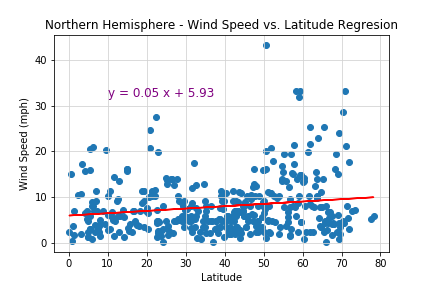 Northern Hemisphere - Wind Speed vs. Latitude Regresion
40
30
20
10
0
Wind Speed (mph)
y = 0.05 x + 5.93
0 10 20 30 40 50 60 70 80
Latitude